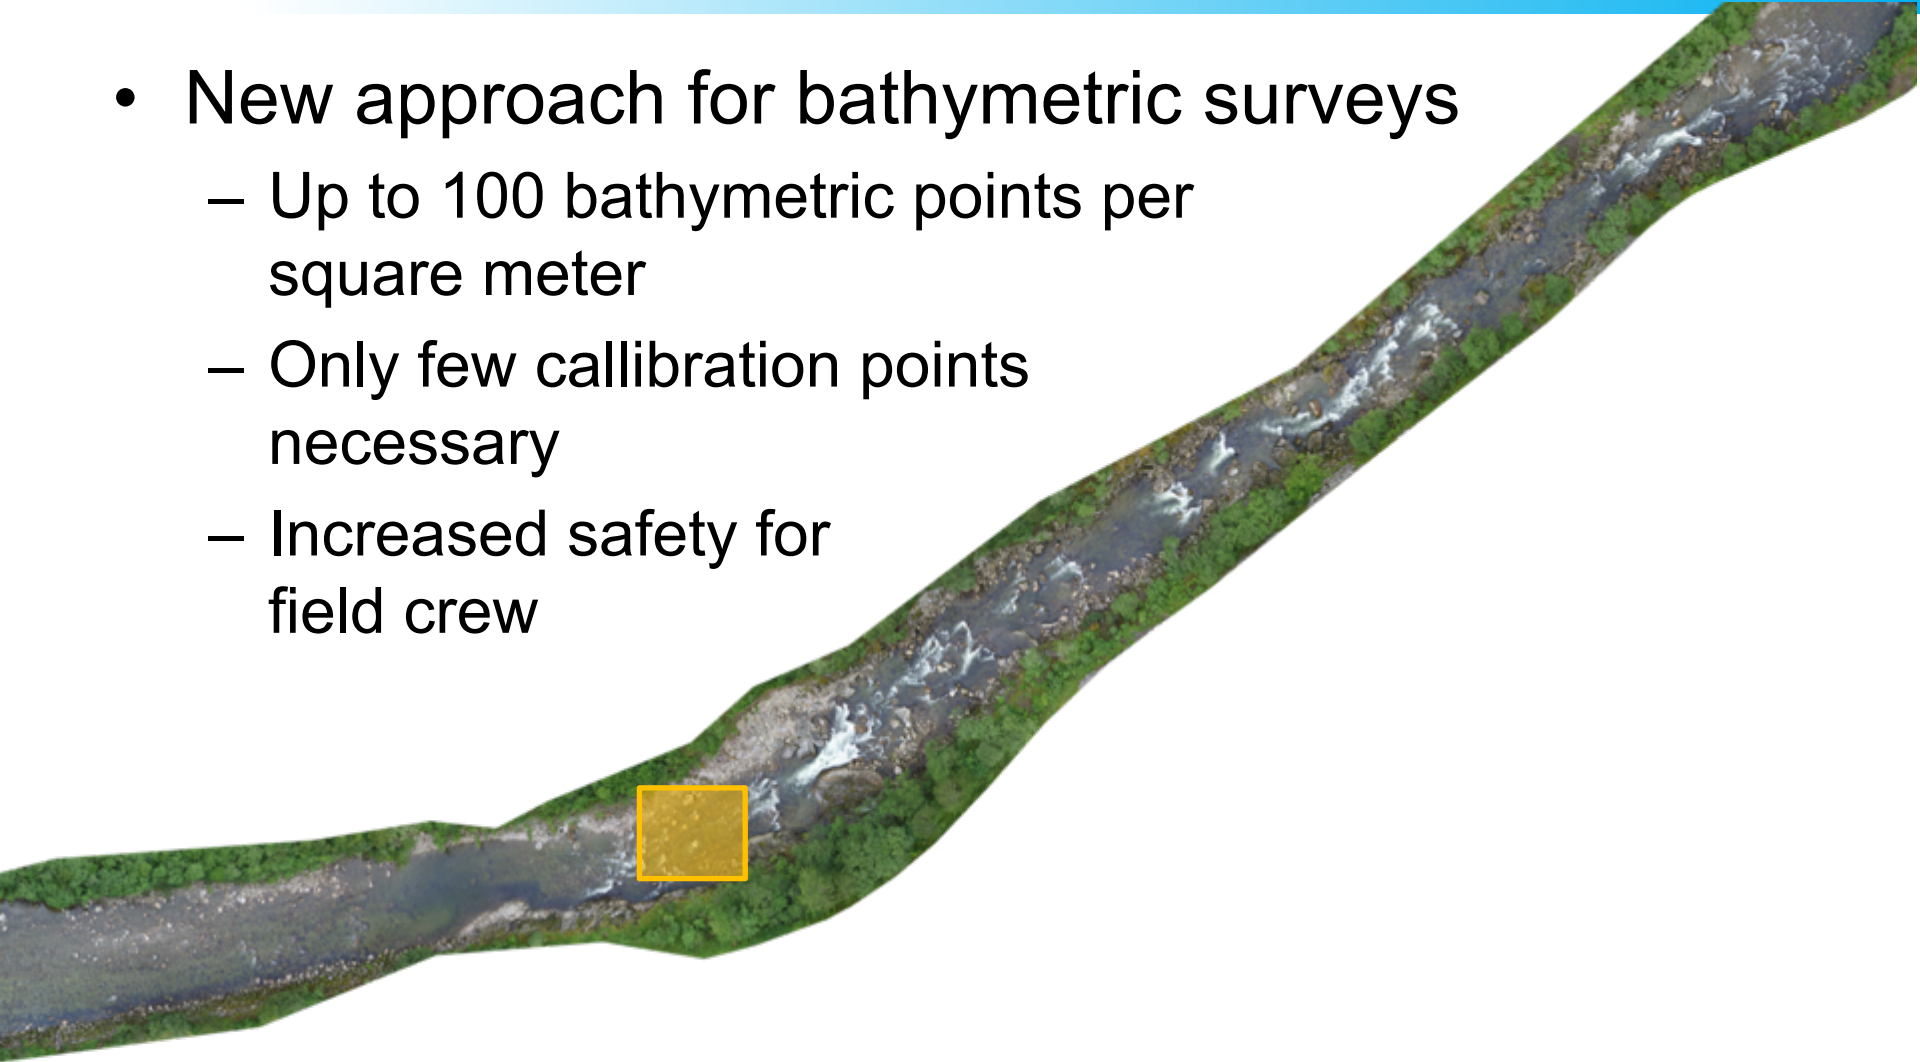 • New approach for bathymetric surveys
– Up to 100 bathymetric points per
square meter
– Only few callibration points
necessary
– Increased safety for
field crew